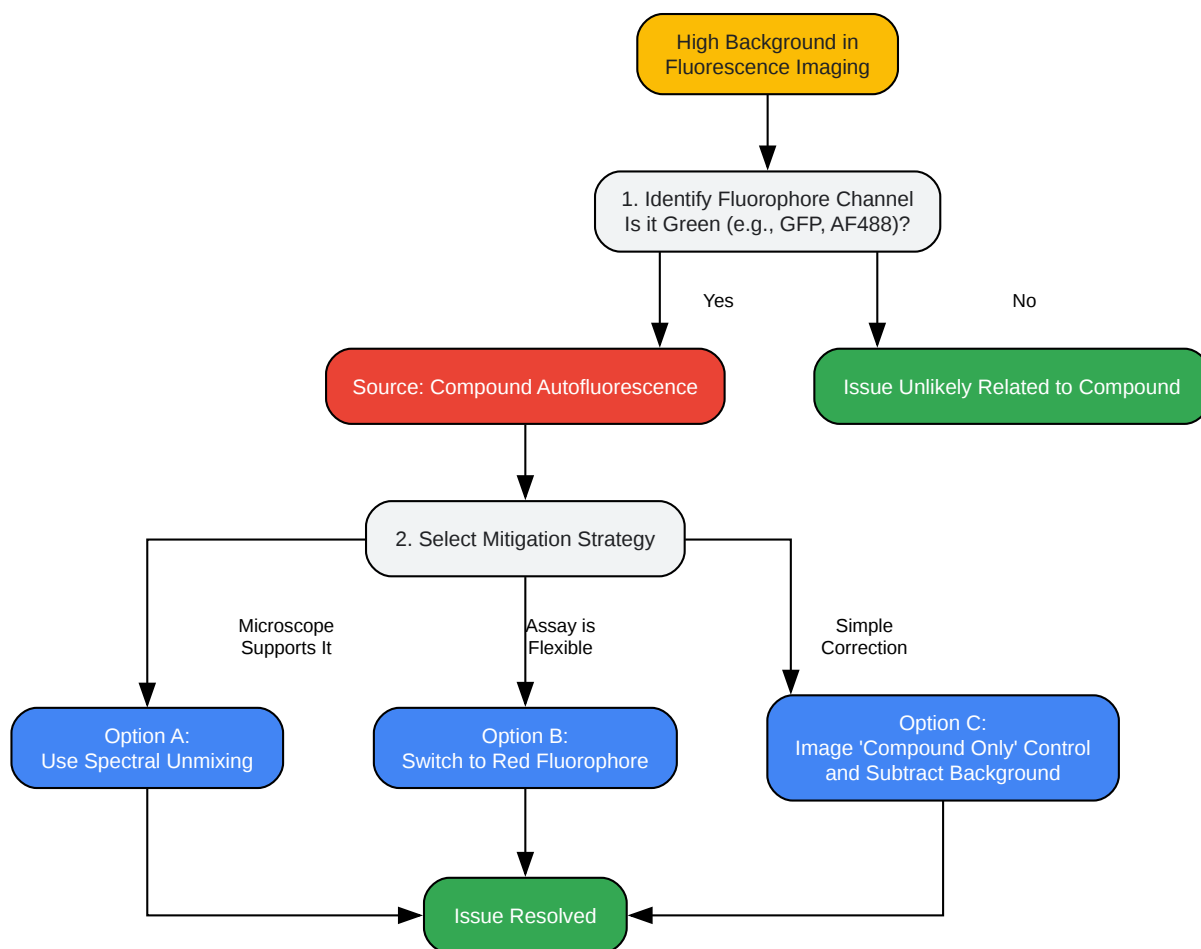 High Background in
Fluorescence Imaging
1. Identify Fluorophore Channel
Is it Green (e.g., GFP, AF488)?
Yes
No
Source: Compound Autofluorescence
Issue Unlikely Related to Compound
2. Select Mitigation Strategy
Microscope
Supports It
Assay is
Flexible
Simple
Correction
Option A:
Use Spectral Unmixing
Option B:
Switch to Red Fluorophore
Option C:
Image 'Compound Only' Control
and Subtract Background
Issue Resolved